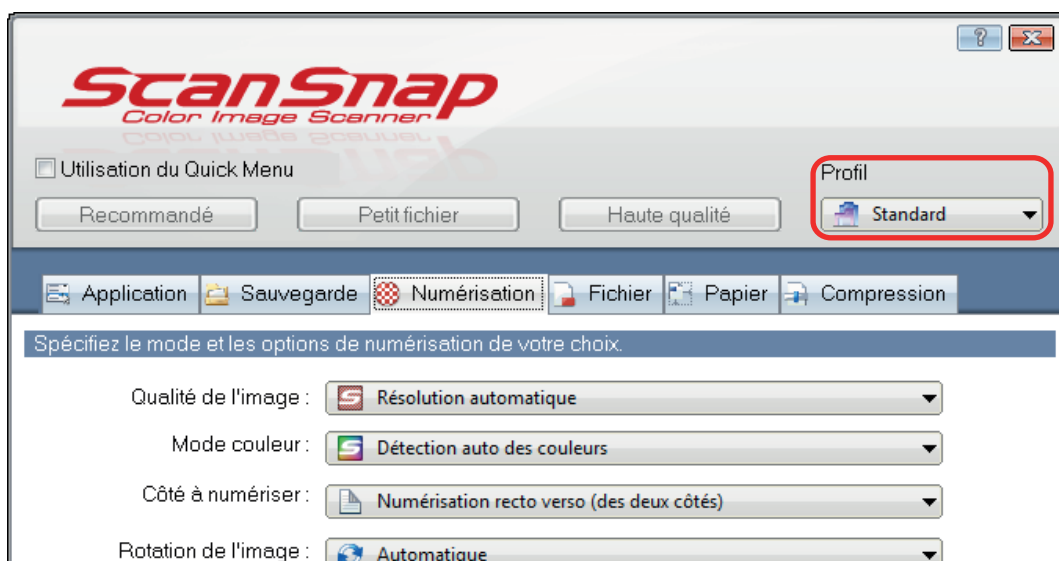 ScanSnap
Color Image Scanner
Utilisation du Quick Menu
Profil
Recommandé Petit fichier Haute qualité Standard
Application Sauvegarde Numérisation Fichier Papier Compression
Spécifiez le mode et les options de numérisation de votre choix.
Qualité de l'image : Résolution automatique
Mode couleur : Détection auto des couleurs
Côté à numériser : Numérisation recto verso (des deux côtés)
Rotation de l'image : Automatique